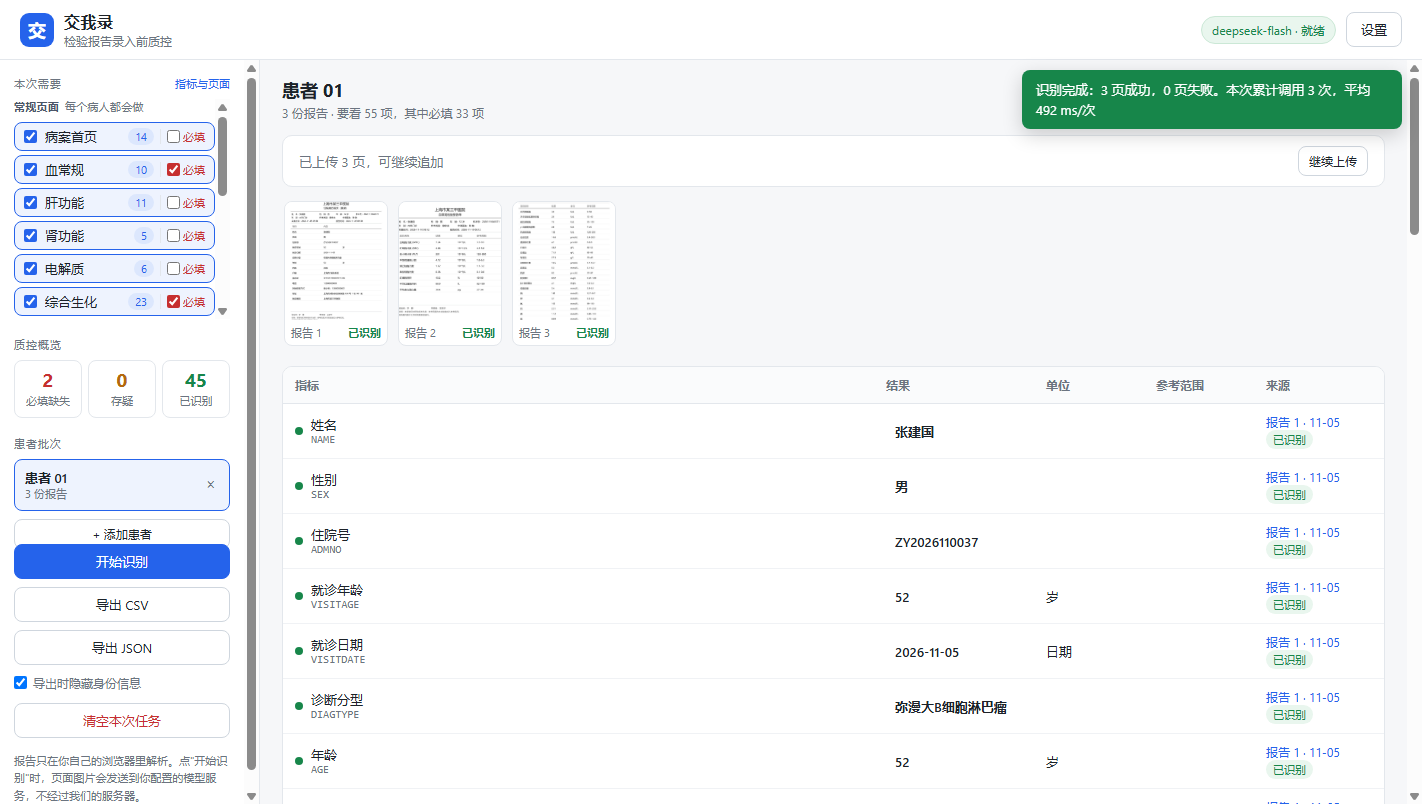 交
交我录
检验报告录入前质控
deepseek-flash · 就绪
设置
本次需要
指标与页面
常规页面 每个病人都会做
病案首页 14 必填
血常规 10 必填
肝功能 11 必填
肾功能 5 必填
电解质 6 必填
综合生化 23 必填
质控概览
2 0 45
必填缺失 存疑 已识别
患者批次
患者 01 ×
3 份报告
+ 添加患者
开始识别
导出 CSV
导出 JSON
导出时隐藏身份信息
清空本次任务
报告只在你自己的浏览器里解析。点"开始识
别"时，页面图片会发送到你配置的模型服
务，不经过我们的服务器。
患者 01
3 份报告 · 要看 55 项，其中必填 33 项
识别完成：3 页成功，0 页失败。本次累计调用 3 次，平均
492 ms/次
已上传 3 页，可继续追加
继续上传
报告 1 已识别
报告 2 已识别
报告 3 已识别
指标 结果 单位 参考范围 来源
姓名
NAME
张建国
报告 1 · 11-05
已识别
性别
SEX
男
报告 1 · 11-05
已识别
住院号
ADMNO
ZY2026110037
报告 1 · 11-05
已识别
就诊年龄
VISITAGE
52
岁
报告 1 · 11-05
已识别
就诊日期
VISITDATE
2026-11-05
日期
报告 1 · 11-05
已识别
诊断分型
DIAGTYPE
弥漫大B细胞淋巴瘤
报告 1 · 11-05
已识别
年龄
AGE
52
岁
报告 1 · 11-05
已识别